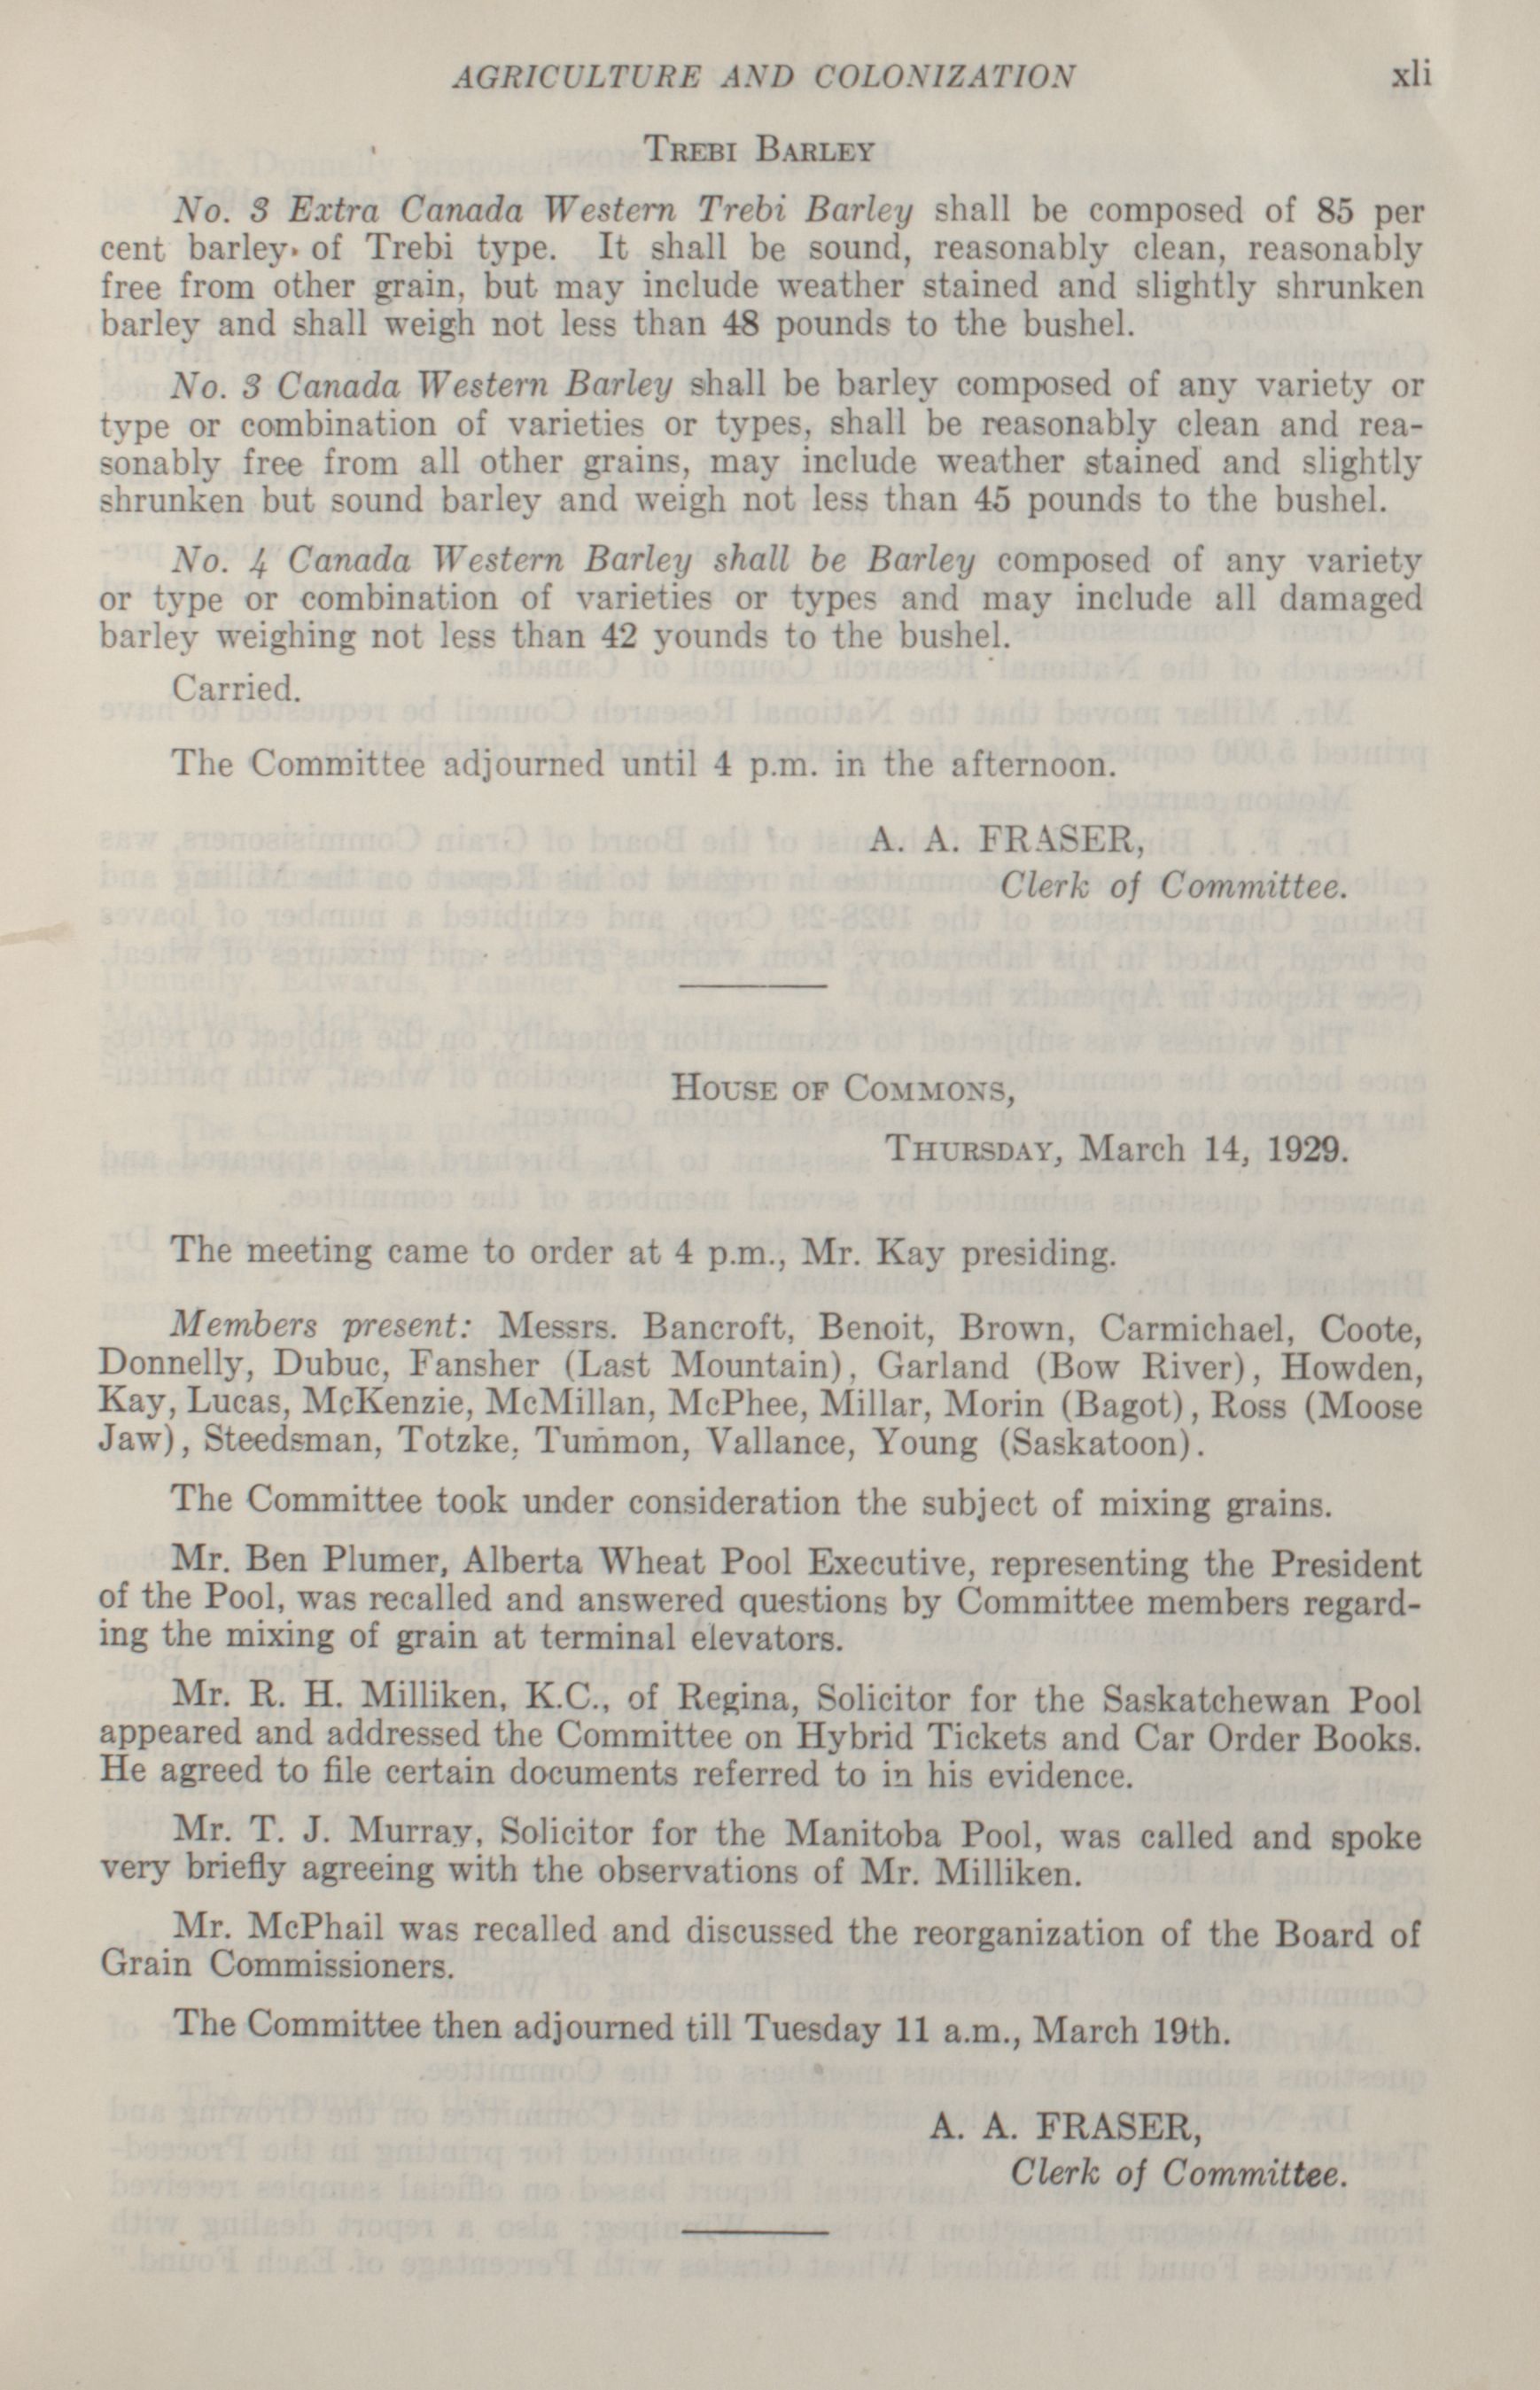 AGRICULTURE AND COLONIZATION xli
TREBI BARLEY
No. 3 Extra Canada Western Trebi Barley shall be composed of 85 per
cent barley of Trebi type. It shall be sound, reasonably clean, reasonably
free from other grain, but may include weather stained and slightly shrunken
barley and shall weigh not less than 48 pounds to the bushel.
No. 3 Canada Western Barley shall be barley composed of any variety or
type or combination of varieties or types, shall be reasonably clean and rea-
sonably free from all other grains, may include weather stained and slightly
shrunken but sound barley and weigh not less than 45 pounds to the bushel.
No. 4 Canada Western Barley shall be Barley composed of any variety
or type or combination of varieties or types and may include all damaged
barley weighing not less than 42 younds to the bushel.
Carried.
The Committee adjourned until 4 p.m. in the afternoon.
A. A. FRASER,
Clerk of Committee.
HOUSE OF COMMONS,
THURSDAY, March 14, 1929.
The meeting came to order at 4 p.m., Mr. Kay presiding.
Members present: Messrs. Bancroft, Benoit, Brown, Carmichael, Coote,
Donnelly, Dubuc, Fansher (Last Mountain), Garland (Bow River), Howden,
Kay, Lucas, McKenzie, McMillan, McPhee, Millar, Morin (Bagot), Ross (Moose
Jaw), Steedsman, Totzke, Tummon, Vallance, Young (Saskatoon).
The Committee took under consideration the subject of mixing grains.
Mr. Ben Plumer, Alberta Wheat Pool Executive, representing the President
of the Pool, was recalled and answered questions by Committee members regard-
ing the mixing of grain at terminal elevators.
Mr. R. H. Milliken, K.C., of Regina, Solicitor for the Saskatchewan Pool
appeared and addressed the Committee on Hybrid Tickets and Car Order Books.
He agreed to file certain documents referred to in his evidence.
Mr. T. J. Murray, Solicitor for the Manitoba Pool, was called and spoke
very briefly agreeing with the observations of Mr. Milliken.
Mr. McPhail was recalled and discussed the reorganization of the Board of
Grain Commissioners.
The Committee then adjourned till Tuesday 11 a.m., March 19th.
A. A. FRASER,
Clerk of Committee.